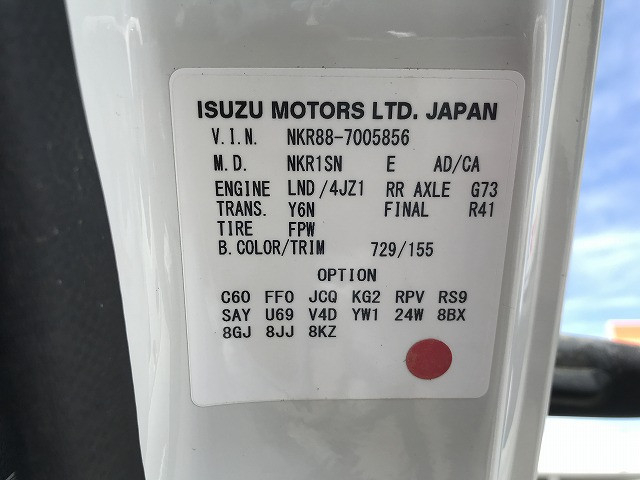 ISUZU MOTORS LTD. JAPAN
V.I.N. NKR88-7005856
M.D. NKR1SN E AD/CA
ENGINE LND/4JZ1 RR AXLE G73
TRANS. Y6N FINAL R41
TIRE FPW
B.COLOR/TRIM 729/155
OPTION
C60 FF0 JCQ KG2 RPV RS9
SAY U69 V4D YW1 24W 8BX
8GJ 8JJ 8KZ